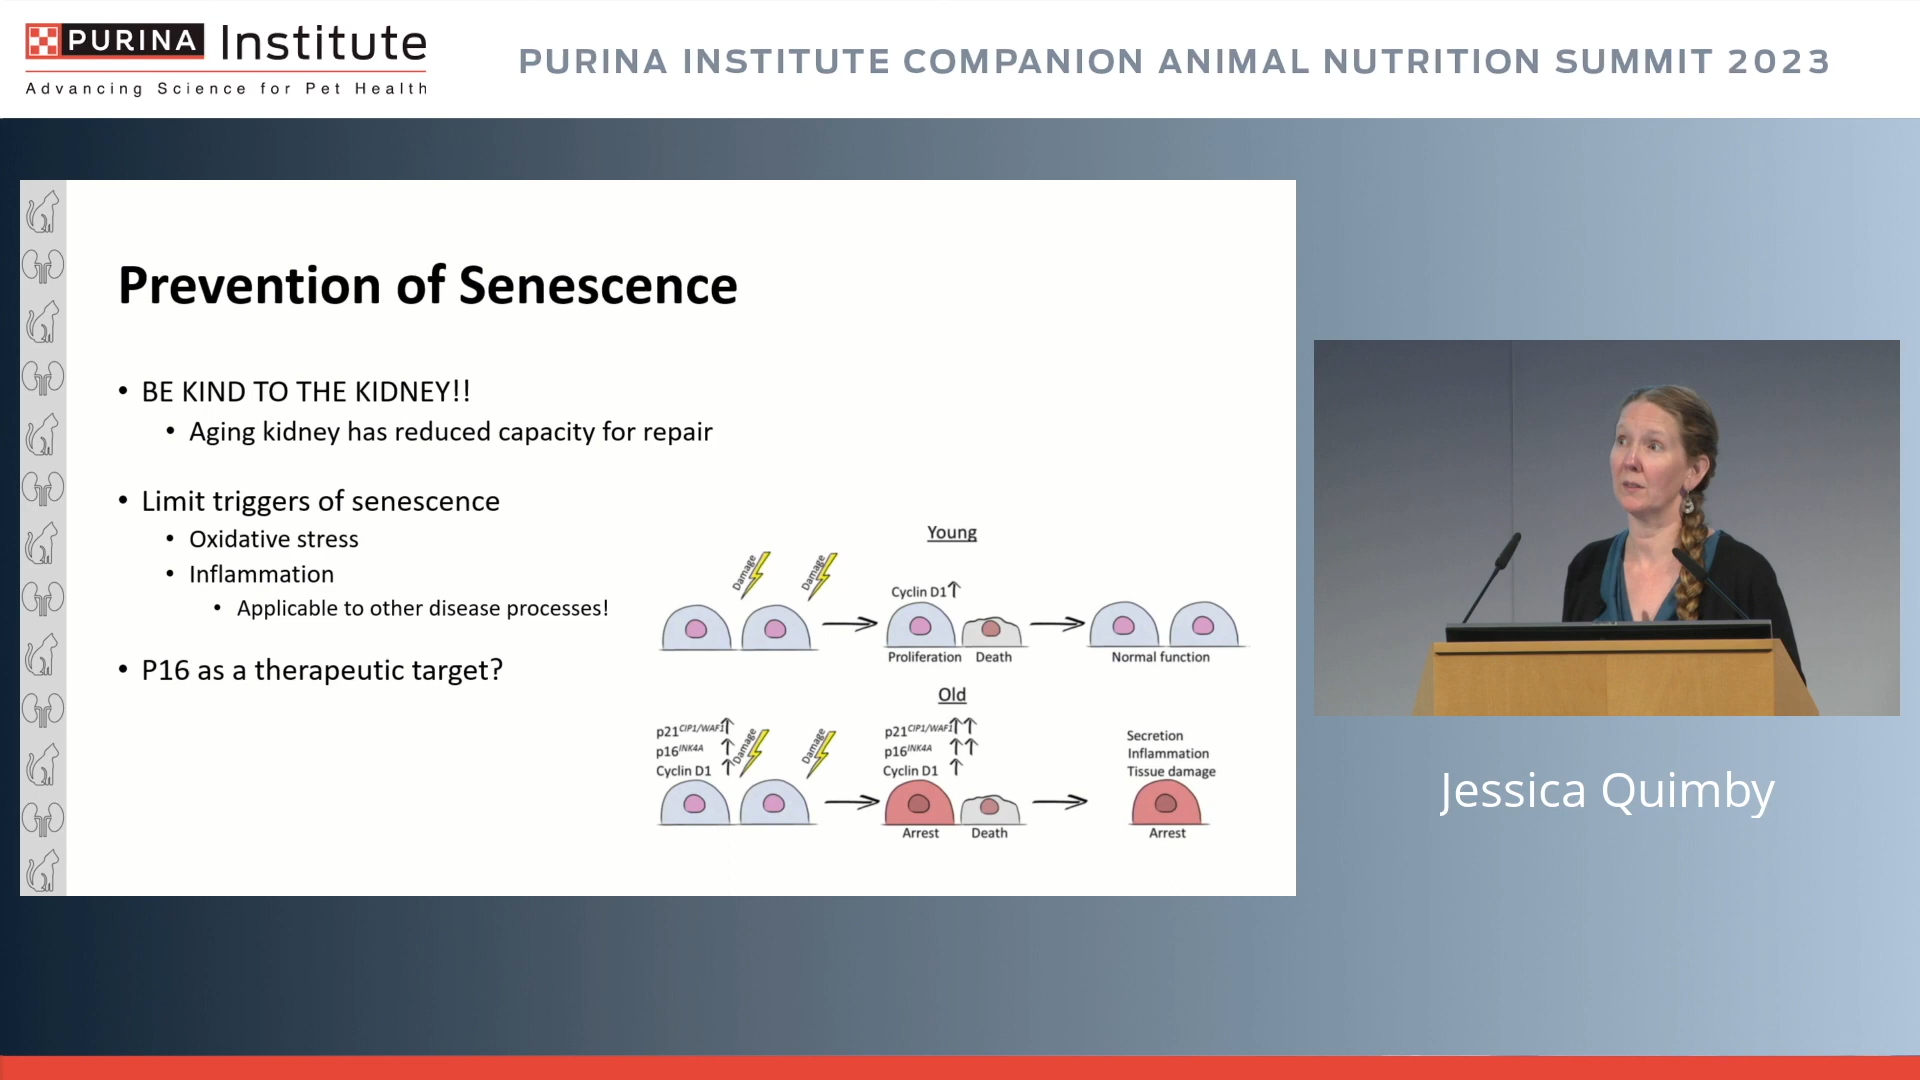 PURINA Institute
Advancing Science for Pet Health
PURINA INSTITUTE COMPANION ANIMAL NUTRITION SUMMIT 2023
Prevention of Senescence
• BE KIND TO THE KIDNEY!!
• Aging kidney has reduced capacity for repair
• Limit triggers of senescence
• Oxidative stress
• Inflammation
• Applicable to other disease processes!
• P16 as a therapeutic target?
Young
Damage
Damage
Cyclin D1↑
Proliferation
Death
Normal function
Old
p21CIP1/WAF1↑
p16INK4A ↑
Cyclin D1 ↑
Damage
Damage
p21CIP1/WAF1↑↑
p16INK4A ↑↑
Cyclin D1 ↑
Arrest
Death
Secretion
Inflammation
Tissue damage
Arrest
Jessica Quimby